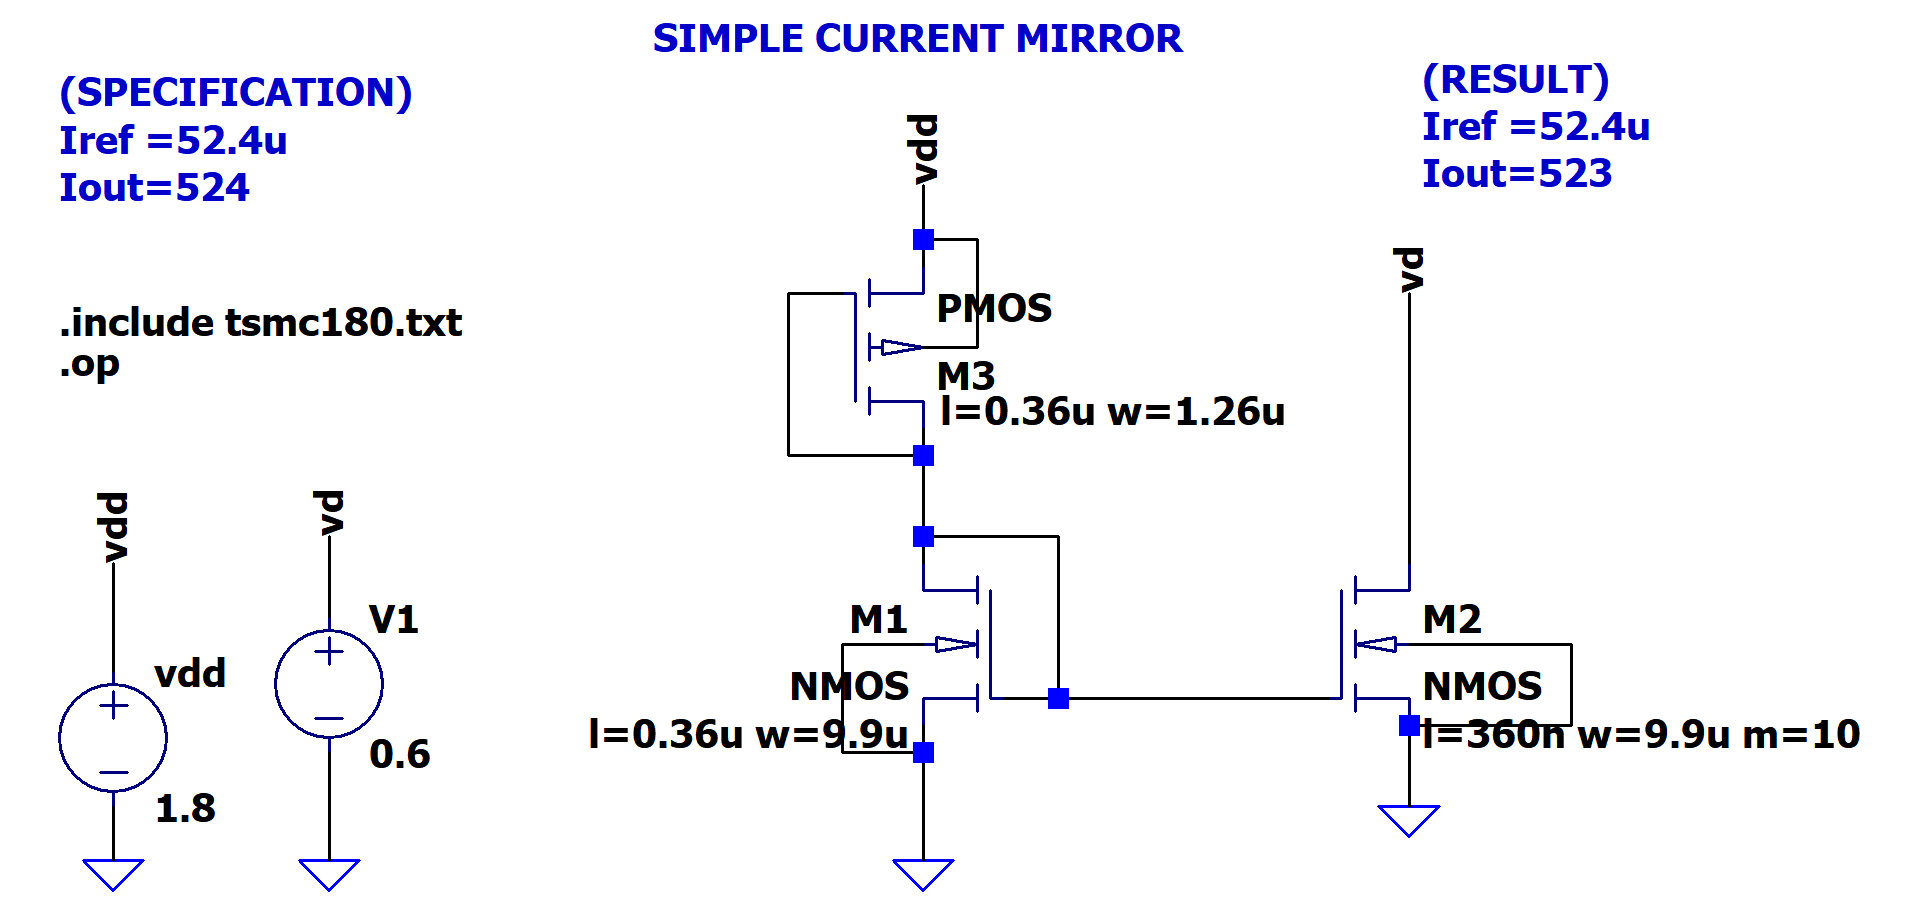 SIMPLE CURRENT MIRROR
(SPECIFICATION)
Iref =52.4u
Iout=524
(RESULT)
Iref =52.4u
Iout=523
.include tsmc180.txt
.op
vdd
PMOS
M3
l=0.36u w=1.26u
vd
vdd
vdd
1.8
vd
V1
0.6
M1
NMOS
l=0.36u w=9.9u
M2
NMOS
l=360n w=9.9u m=10